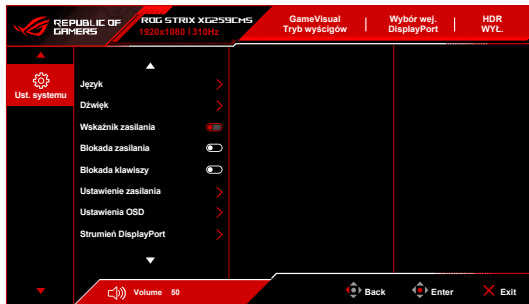 REPUBLIC OF
GAMERS
ROG STRIX XG259CMS
1920x1080 | 310Hz
GameVisual
Tryb wyścigów
Wybór wej.
DisplayPort
HDR
WYŁ.
Ust. systemu
Język
Dźwięk
Wskaźnik zasilania
Blokada zasilania
Blokada klawiszy
Ustawienie zasilania
Ustawienia OSD
Strumień DisplayPort
Volume 50
Back
Enter
Exit